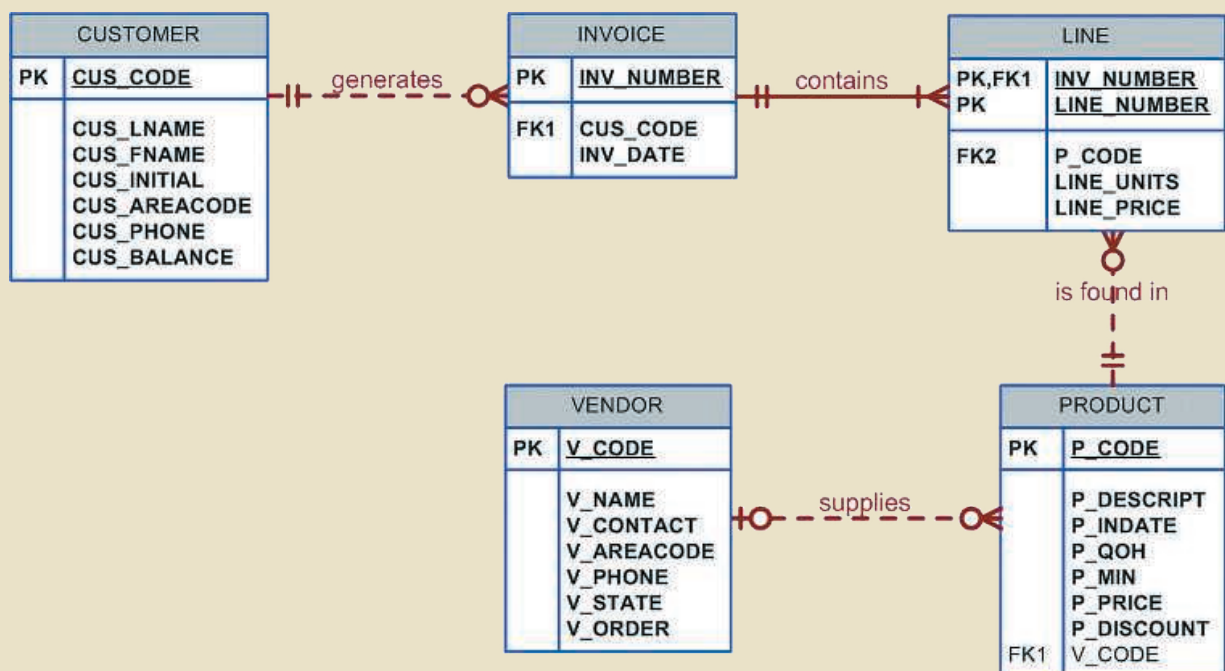 CUSTOMER
PK CUS_CODE
CUS_LNAME
CUS_FNAME
CUS_INITIAL
CUS_AREACODE
CUS_PHONE
CUS_BALANCE
generates
INVOICE
PK INV_NUMBER
FK1 CUS_CODE
INV_DATE
contains
LINE
PK,FK1 INV_NUMBER
PK LINE_NUMBER
FK2 P_CODE
LINE_UNITS
LINE_PRICE
is found in
VENDOR
PK V_CODE
V_NAME
V_CONTACT
V_AREACODE
V_PHONE
V_STATE
V_ORDER
supplies
PRODUCT
PK P_CODE
P_DESCRIPT
P_INDATE
P_QOH
P_MIN
P_PRICE
P_DISCOUNT
FK1 V_CODE